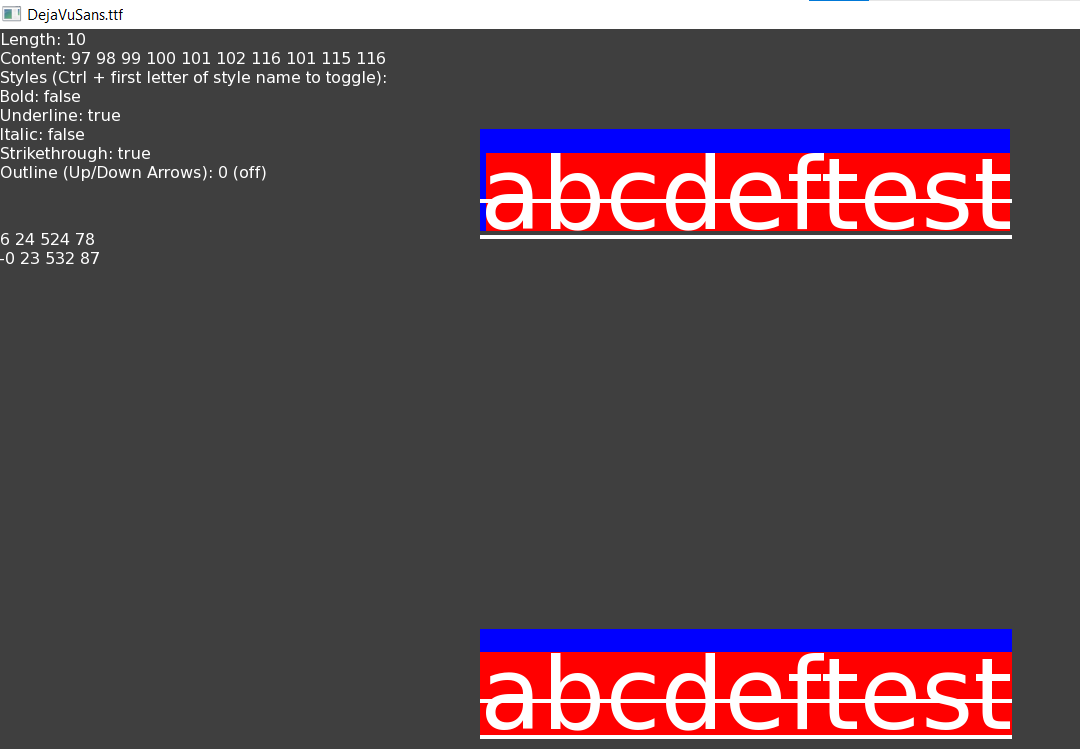 DejaVuSans.ttf
Length: 10
Content: 97 98 99 100 101 102 116 101 115 116
Styles (Ctrl + first letter of style name to toggle):
Bold: false
Underline: true
Italic: false
Strikethrough: true
Outline (Up/Down Arrows): 0 (off)
abcdeftest
6 24 524 78
-0 23 532 87
abcdeftest